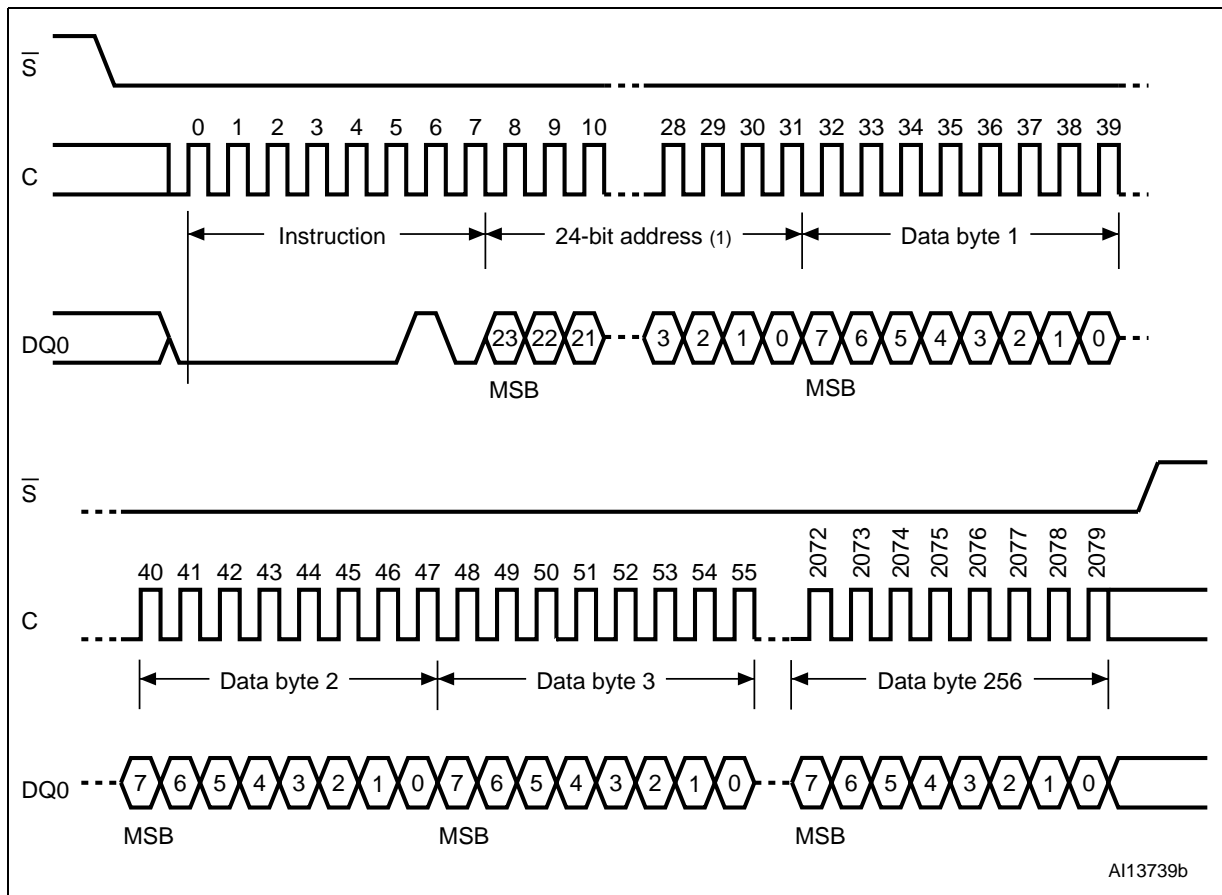 S
0 1 2 3 4 5 6 7 8 9 10 28 29 30 31 32 33 34 35 36 37 38 39
C
Instruction 24-bit address (1) Data byte 1
DQ0 23 22 21 3 2 1 0 7 6 5 4 3 2 1 0
MSB MSB
S
40 41 42 43 44 45 46 47 48 49 50 51 52 53 54 55 2072 2073 2074 2075 2076 2077 2078 2079
C
Data byte 2 Data byte 3 Data byte 256
DQ0 7 6 5 4 3 2 1 0 7 6 5 4 3 2 1 0 7 6 5 4 3 2 1 0
MSB MSB MSB
AI13739b